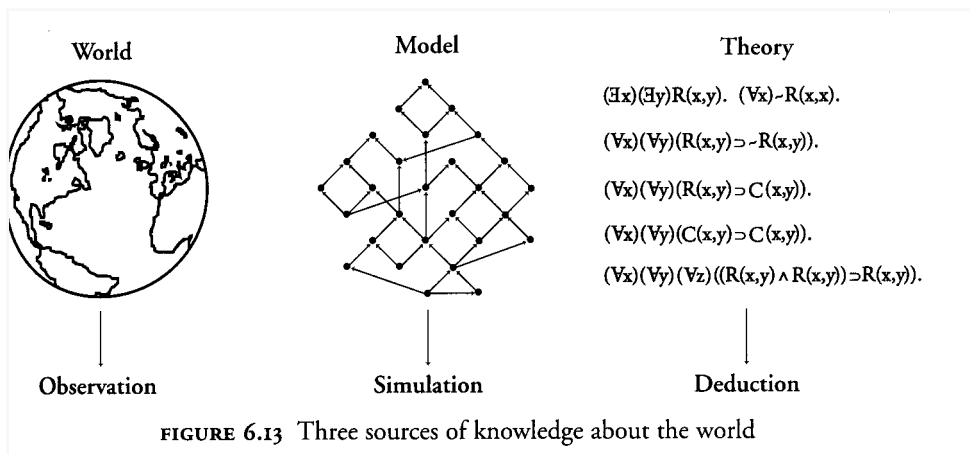 World
Model
Theory
(∃x)(∃y)R(x,y). (∀x)~R(x,x).
(∀x)(∀y)(R(x,y)⊃~R(x,y)).
(∀x)(∀y)(R(x,y)⊃C(x,y)).
(∀x)(∀y)(C(x,y)⊃C(x,y)).
(∀x)(∀y)(∀z)((R(x,y)∧R(x,y))⊃R(x,y)).
Observation
Simulation
Deduction
FIGURE 6.13 Three sources of knowledge about the world